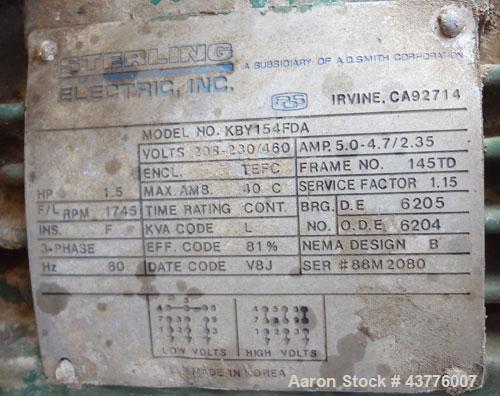 STERLING
ELECTRIC, INC.
A SUBSIDIARY OF A.O. SMITH CORPORATION
IRVINE, CA 92714
MODEL NO. KBY154FDA
VOLTS 208-230/460 AMP. 5.0-4.7/2.35
ENCL. TEFC FRAME NO. 145TD
HP 1.5 MAX. AMB. 40 C SERVICE FACTOR 1.15
F/L RPM 1745 TIME RATING CONT. BRG. D.E 6205
INS. F KVA CODE L NO. O.D.E 6204
3-PHASE EFF. CODE 81% NEMA DESIGN B
Hz 60 DATE CODE V8J SER #88M2080
LOW VOLTS HIGH VOLTS
MADE IN KOREA
Aaron Stock # 43776007